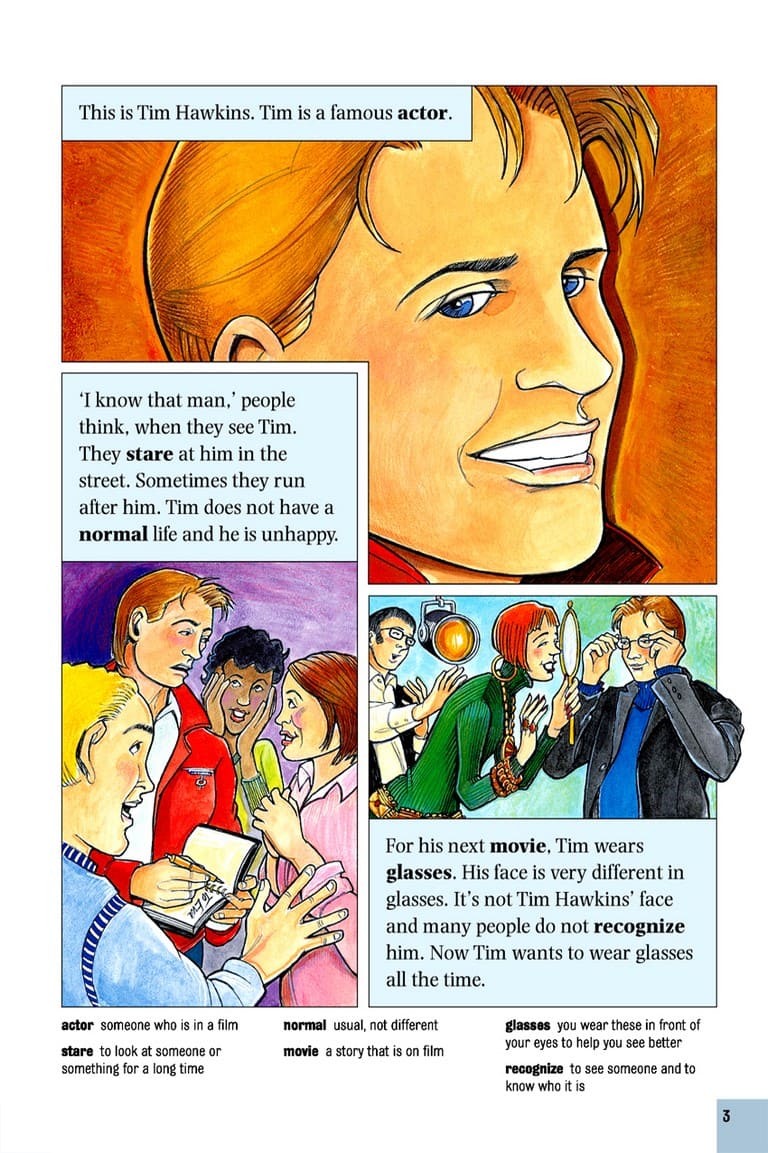 This is Tim Hawkins. Tim is a famous actor.
‘I know that man,’ people
think, when they see Tim.
They stare at him in the
street. Sometimes they run
after him. Tim does not have a
normal life and he is unhappy.
For his next movie, Tim wears
glasses. His face is very different in
glasses. It’s not Tim Hawkins’ face
and many people do not recognize
him. Now Tim wants to wear glasses
all the time.
actor someone who is in a film
stare to look at someone or
something for a long time
normal usual, not different
movie a story that is on film
glasses you wear these in front of
your eyes to help you see better
recognize to see someone and to
know who it is
3